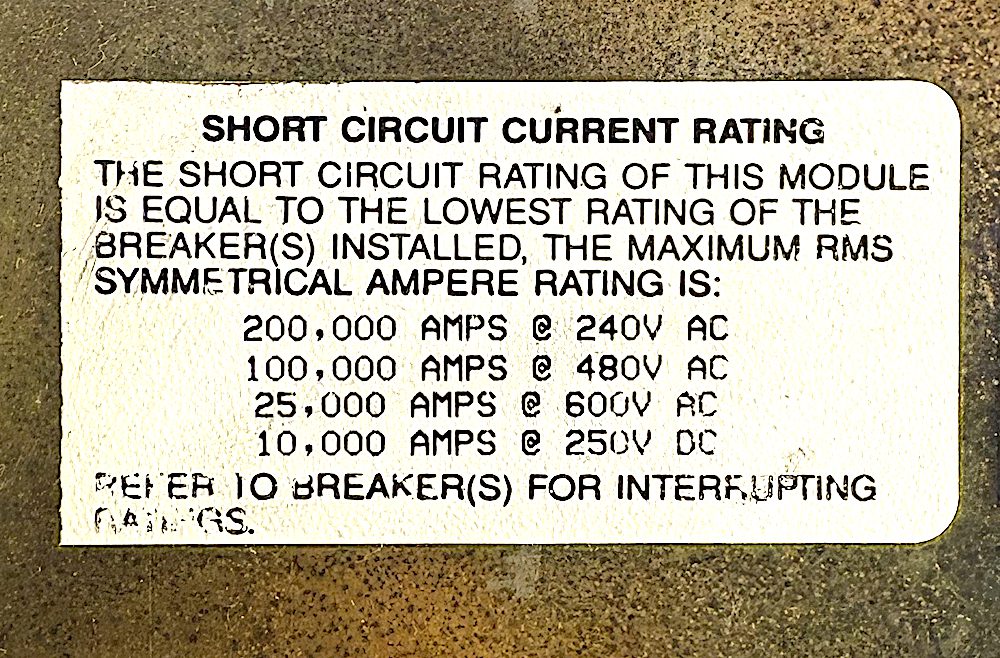 SHORT CIRCUIT CURRENT RATING
THE SHORT CIRCUIT RATING OF THIS MODULE
IS EQUAL TO THE LOWEST RATING OF THE
BREAKER(S) INSTALLED, THE MAXIMUM RMS
SYMMETRICAL AMPERE RATING IS:
200,000 AMPS @ 240V AC
100,000 AMPS @ 480V AC
25,000 AMPS @ 600V AC
10,000 AMPS @ 250V DC
REFER TO BREAKER(S) FOR INTERRUPTING
RATINGS.